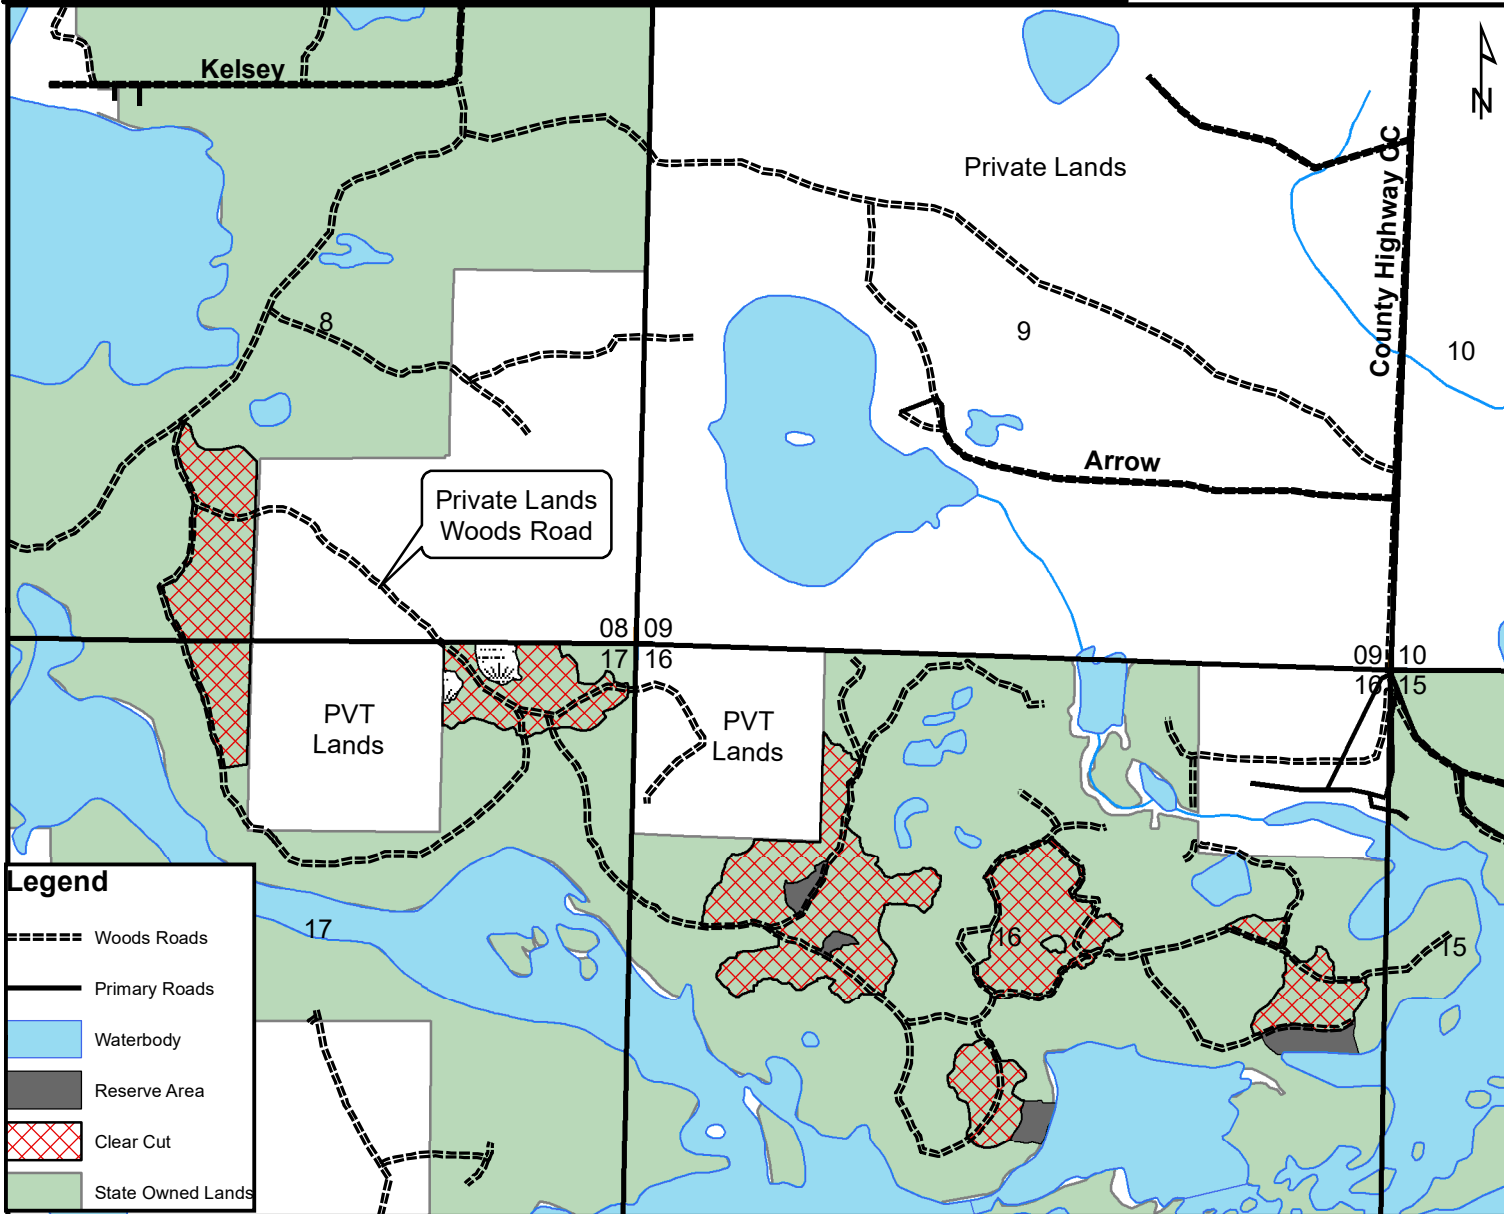 Kelsey
Private Lands
County Highway CC
N
8
9
10
Arrow
Private Lands
Woods Road
08 09
17 16
09 10
16 15
PVT
Lands
PVT
Lands
17
16
15
Legend
Woods Roads
Primary Roads
Waterbody
Reserve Area
Clear Cut
State Owned Lands